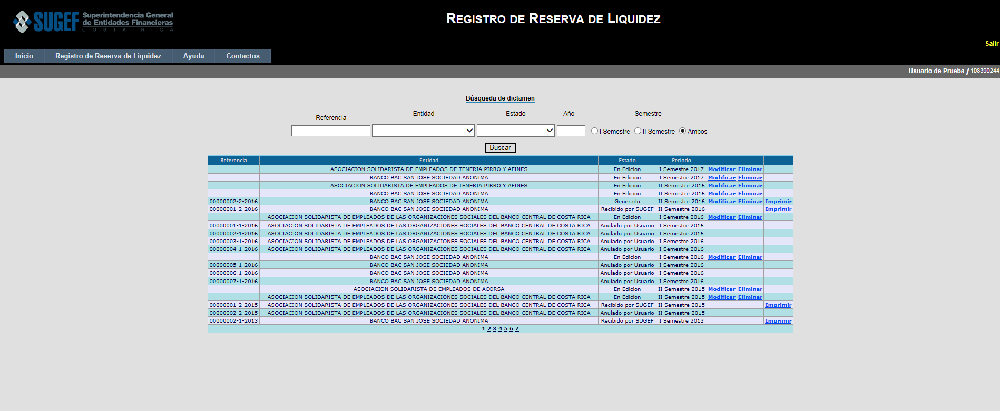 SUGEF Superintendencia General
de Entidades Financieras
COSTA RICA
REGISTRO DE RESERVA DE LIQUIDEZ
Salir
Inicio Registro de Reserva de Liquidez Ayuda Contactos
Usuario de Prueba / 108390244
Búsqueda de dictamen
Referencia Entidad Estado Año Semestre
I Semestre II Semestre Ambos
Buscar
Referencia Entidad Estado Período
ASOCIACION SOLIDARISTA DE EMPLEADOS DE TENERIA PIRRO Y AFINES En Edicion I Semestre 2017 Modificar Eliminar
BANCO BAC SAN JOSE SOCIEDAD ANONIMA En Edicion I Semestre 2017 Modificar Eliminar
ASOCIACION SOLIDARISTA DE EMPLEADOS DE TENERIA PIRRO Y AFINES En Edicion II Semestre 2016 Modificar Eliminar
BANCO BAC SAN JOSE SOCIEDAD ANONIMA En Edicion II Semestre 2016 Modificar Eliminar
00000002-2-2016 BANCO BAC SAN JOSE SOCIEDAD ANONIMA Generado II Semestre 2016 Modificar Eliminar Imprimir
00000001-2-2016 BANCO BAC SAN JOSE SOCIEDAD ANONIMA Recibido por SUGEF II Semestre 2016 Imprimir
ASOCIACION SOLIDARISTA DE EMPLEADOS DE LAS ORGANIZACIONES SOCIALES DEL BANCO CENTRAL DE COSTA RICA En Edicion I Semestre 2016 Modificar Eliminar
00000001-1-2016 ASOCIACION SOLIDARISTA DE EMPLEADOS DE LAS ORGANIZACIONES SOCIALES DEL BANCO CENTRAL DE COSTA RICA Anulado por Usuario I Semestre 2016
00000002-1-2016 ASOCIACION SOLIDARISTA DE EMPLEADOS DE LAS ORGANIZACIONES SOCIALES DEL BANCO CENTRAL DE COSTA RICA Anulado por Usuario I Semestre 2016
00000003-1-2016 ASOCIACION SOLIDARISTA DE EMPLEADOS DE LAS ORGANIZACIONES SOCIALES DEL BANCO CENTRAL DE COSTA RICA Anulado por Usuario I Semestre 2016
00000004-1-2016 ASOCIACION SOLIDARISTA DE EMPLEADOS DE LAS ORGANIZACIONES SOCIALES DEL BANCO CENTRAL DE COSTA RICA Anulado por Usuario I Semestre 2016
BANCO BAC SAN JOSE SOCIEDAD ANONIMA En Edicion I Semestre 2016 Modificar Eliminar
00000005-1-2016 BANCO BAC SAN JOSE SOCIEDAD ANONIMA Anulado por Usuario I Semestre 2016
00000006-1-2016 BANCO BAC SAN JOSE SOCIEDAD ANONIMA Anulado por Usuario I Semestre 2016
00000007-1-2016 BANCO BAC SAN JOSE SOCIEDAD ANONIMA Anulado por Usuario I Semestre 2016
ASOCIACION SOLIDARISTA DE EMPLEADOS DE ACORSA En Edicion II Semestre 2015 Modificar Eliminar
ASOCIACION SOLIDARISTA DE EMPLEADOS DE LAS ORGANIZACIONES SOCIALES DEL BANCO CENTRAL DE COSTA RICA En Edicion II Semestre 2015 Modificar Eliminar
00000001-2-2015 ASOCIACION SOLIDARISTA DE EMPLEADOS DE LAS ORGANIZACIONES SOCIALES DEL BANCO CENTRAL DE COSTA RICA Recibido por SUGEF II Semestre 2015 Imprimir
00000002-2-2015 ASOCIACION SOLIDARISTA DE EMPLEADOS DE LAS ORGANIZACIONES SOCIALES DEL BANCO CENTRAL DE COSTA RICA Anulado por Usuario II Semestre 2015
00000002-1-2013 BANCO BAC SAN JOSE SOCIEDAD ANONIMA Recibido por SUGEF I Semestre 2013 Imprimir
1 2 3 4 5 6 7